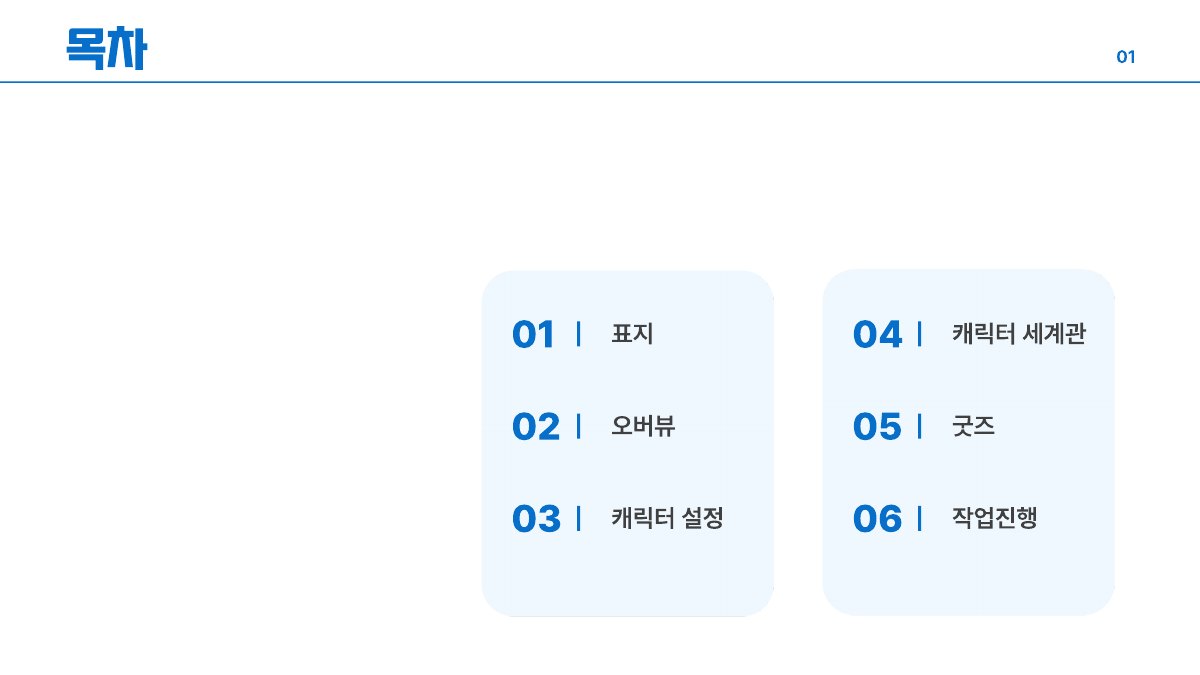 목차
01
01 | 표지
02 | 오버뷰
03 | 캐릭터 설정
04 | 캐릭터 세계관
05 | 굿즈
06 | 작업진행